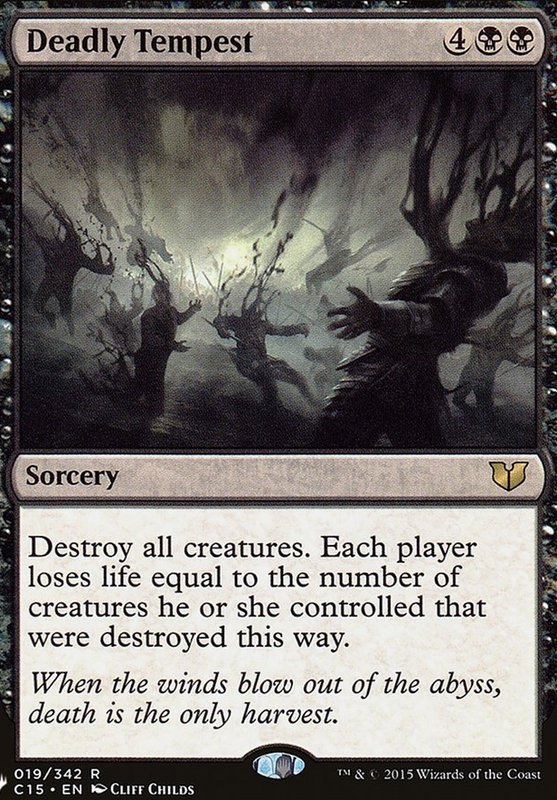 Deadly Tempest 4
Sorcery
Destroy all creatures. Each player
loses life equal to the number of
creatures he or she controlled that
were destroyed this way.
When the winds blow out of the abyss,
death is the only harvest.
019/342 R
C15 • EN Cliff Childs
™ & © 2015 Wizards of the Coast